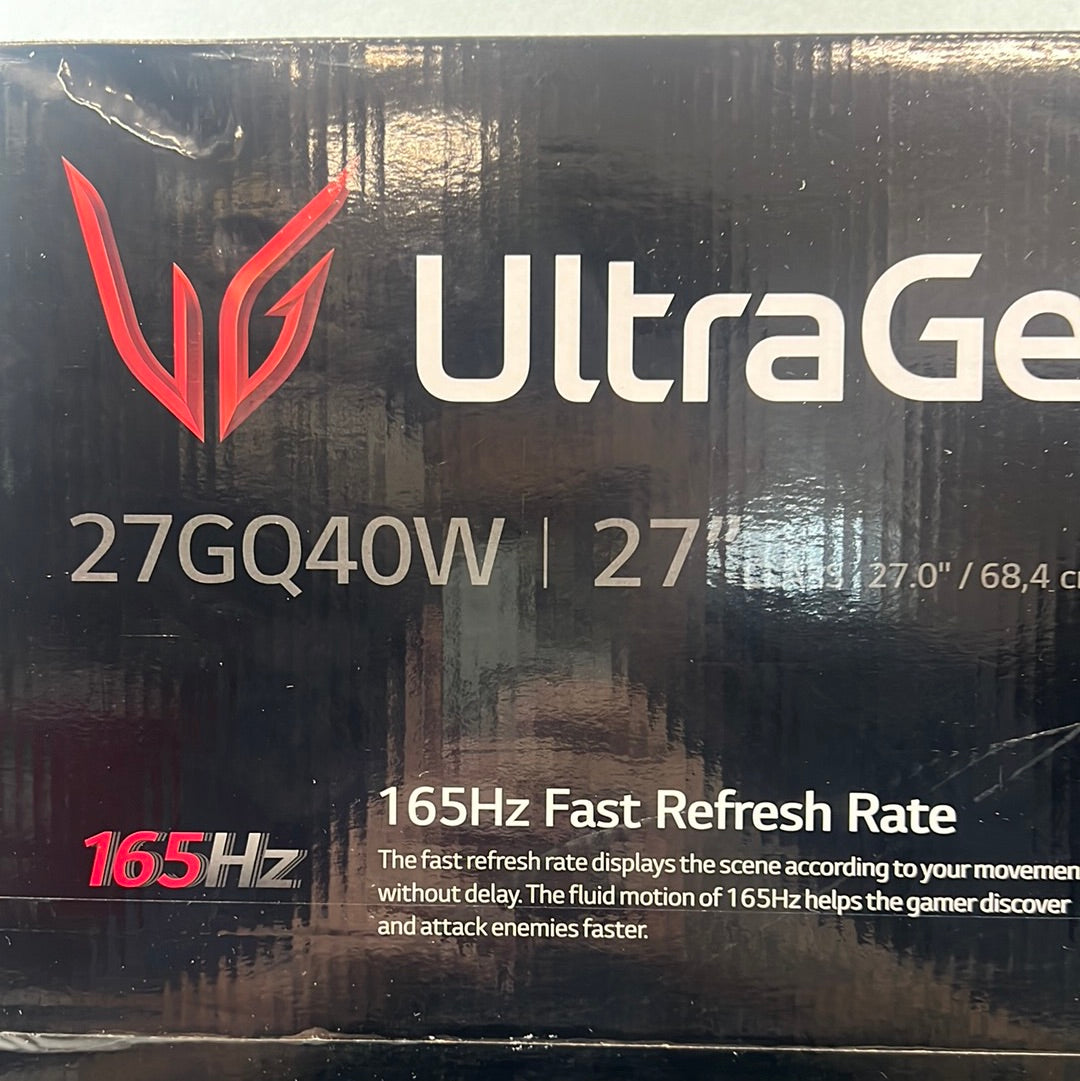 UltraGe
27GQ40W | 27” CLASS 27.0" / 68,4 c
165Hz Fast Refresh Rate
165Hz
The fast refresh rate displays the scene according to your movemen
without delay. The fluid motion of 165Hz helps the gamer discover
and attack enemies faster.